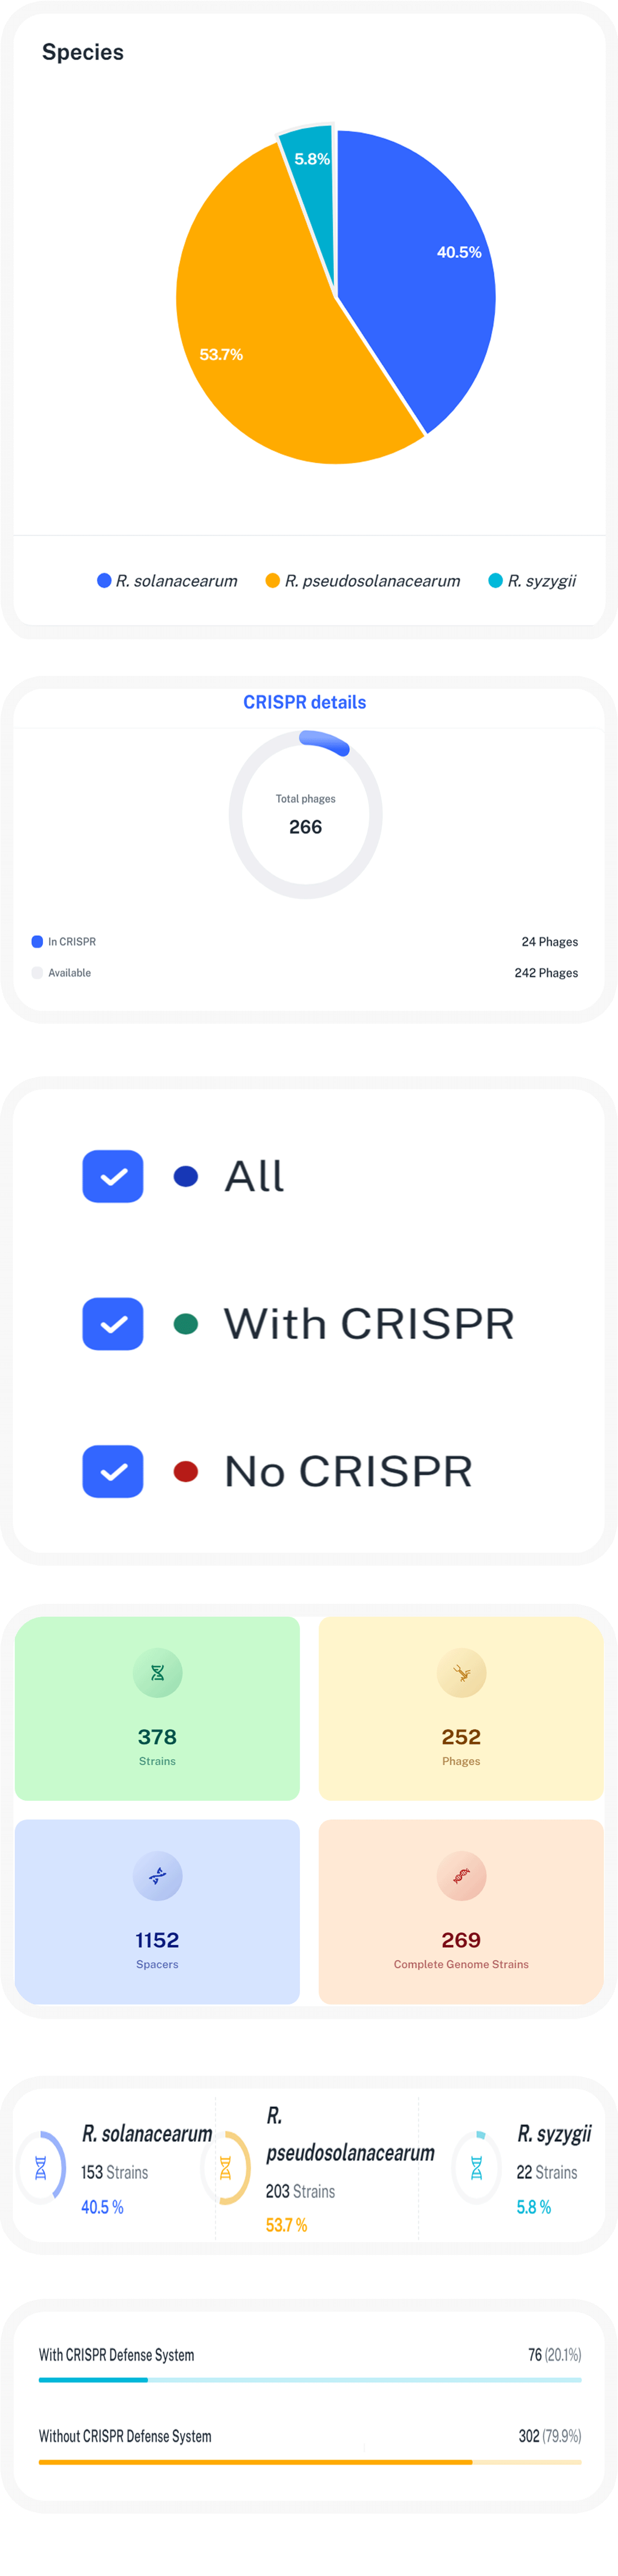 Species
5.8%
40.5%
53.7%
R. solanacearum R. pseudosolanacearum R. syzygii
CRISPR details
Total phages
266
In CRISPR 24 Phages
Available 242 Phages
All
With CRISPR
No CRISPR
378
Strains
252
Phages
1152
Spacers
269
Complete Genome Strains
R. solanacearum
153 Strains
40.5 %
R.
pseudosolanacearum
203 Strains
53.7 %
R. syzygii
22 Strains
5.8 %
With CRISPR Defense System 76 (20.1%)
Without CRISPR Defense System 302 (79.9%)